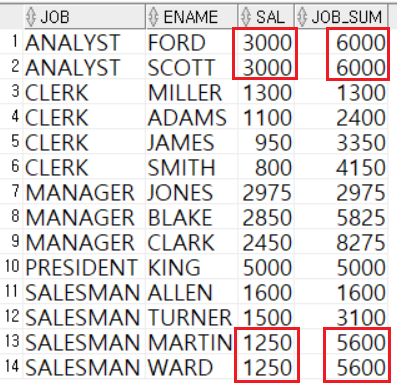 JOB ENAME SAL JOB_SUM
1 ANALYST FORD 3000 6000
2 ANALYST SCOTT 3000 6000
3 CLERK MILLER 1300 1300
4 CLERK ADAMS 1100 2400
5 CLERK JAMES 950 3350
6 CLERK SMITH 800 4150
7 MANAGER JONES 2975 2975
8 MANAGER BLAKE 2850 5825
9 MANAGER CLARK 2450 8275
10 PRESIDENT KING 5000 5000
11 SALESMAN ALLEN 1600 1600
12 SALESMAN TURNER 1500 3100
13 SALESMAN MARTIN 1250 5600
14 SALESMAN WARD 1250 5600